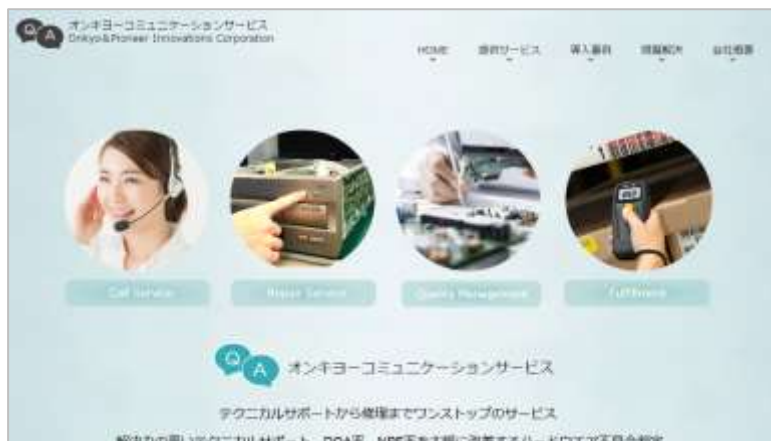 Q A
オンキヨーコミュニケーションサービス
Onkyo&Pioneer Innovations Corporation
HOME 提供サービス 導入事例 問題解決 会社概要
Call Service Repair Service Quality Management Fulfillment
Q A オンキヨーコミュニケーションサービス
テクニカルサポートから修理までワンストップのサービス